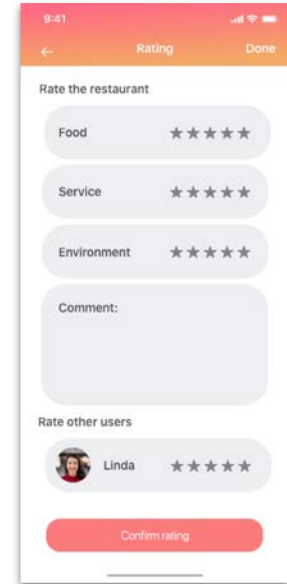 9:41
Rating Done
Rate the restaurant
Food
Service
Environment
Comment:
Rate other users
Linda
Confirm rating